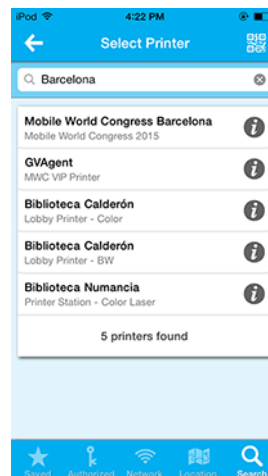 iPod 4:22 PM
Select Printer
Barcelona
Mobile World Congress Barcelona
Mobile World Congress 2015
GVAgent
MWC VIP Printer
Biblioteca Calderón
Lobby Printer - Color
Biblioteca Calderón
Lobby Printer - BW
Biblioteca Numancia
Printer Station - Color Laser
5 printers found
Saved Authorized Network Location Search